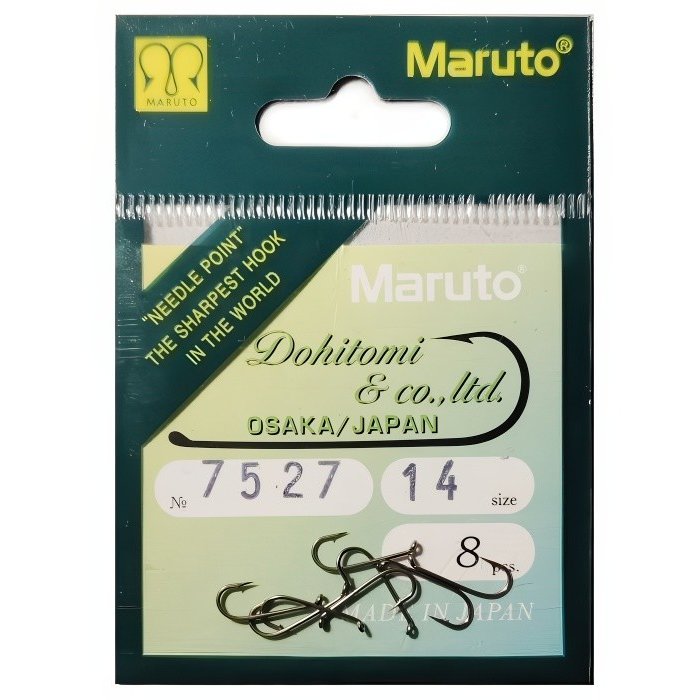 MARUTO
Maruto®
"NEEDLE POINT"
THE SHARPEST HOOK
IN THE WORLD
Maruto®
Dohitomi
& co.,ltd.
OSAKA/JAPAN
№ 7527
14 size
8 pcs.
MADE IN JAPAN